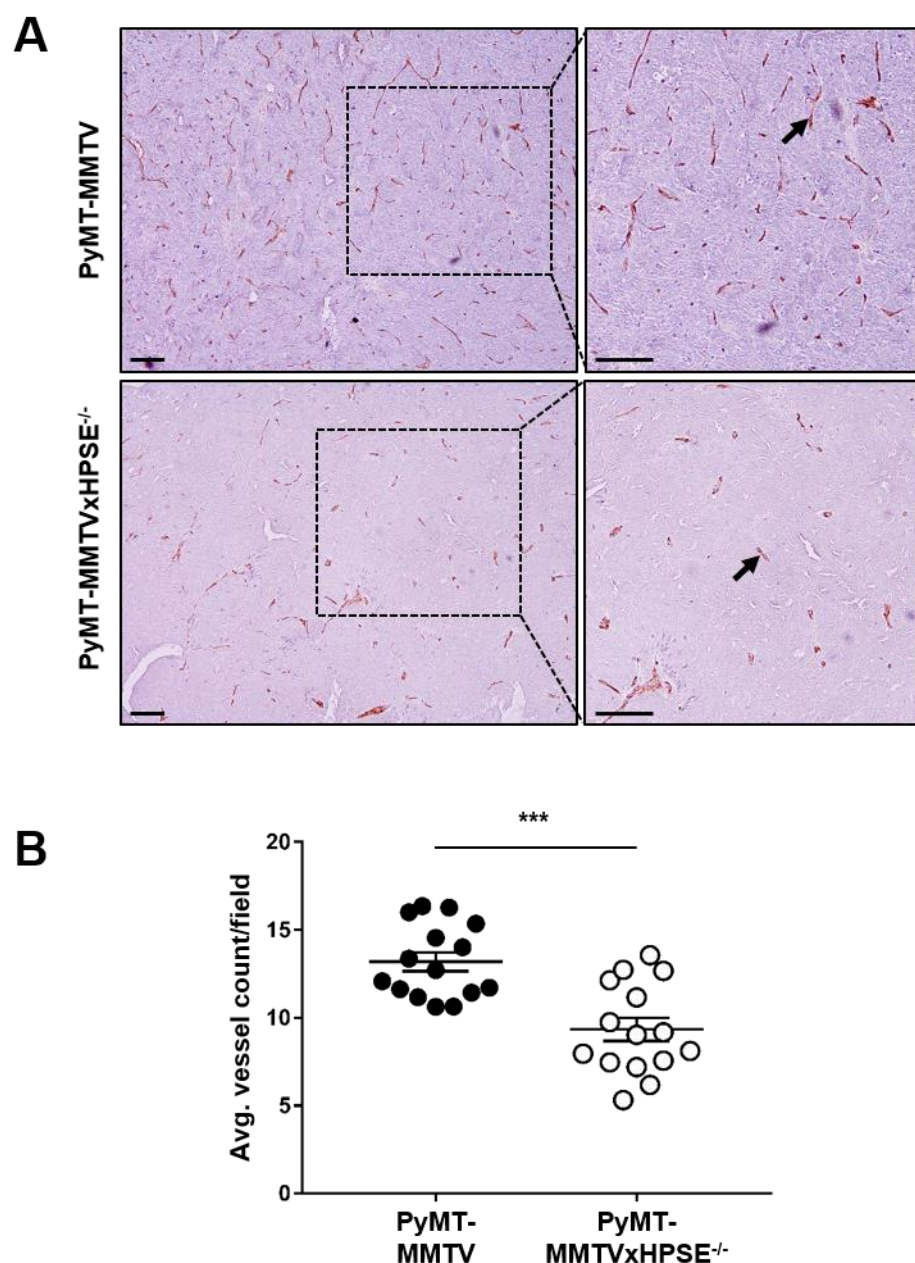 A
PyMT-MMTV
PyMT-MMTVxHPSE-/-
B
***
Avg. vessel count/field
20
15
10
5
0
PyMT-
MMTV
PyMT-
MMTVxHPSE-/-